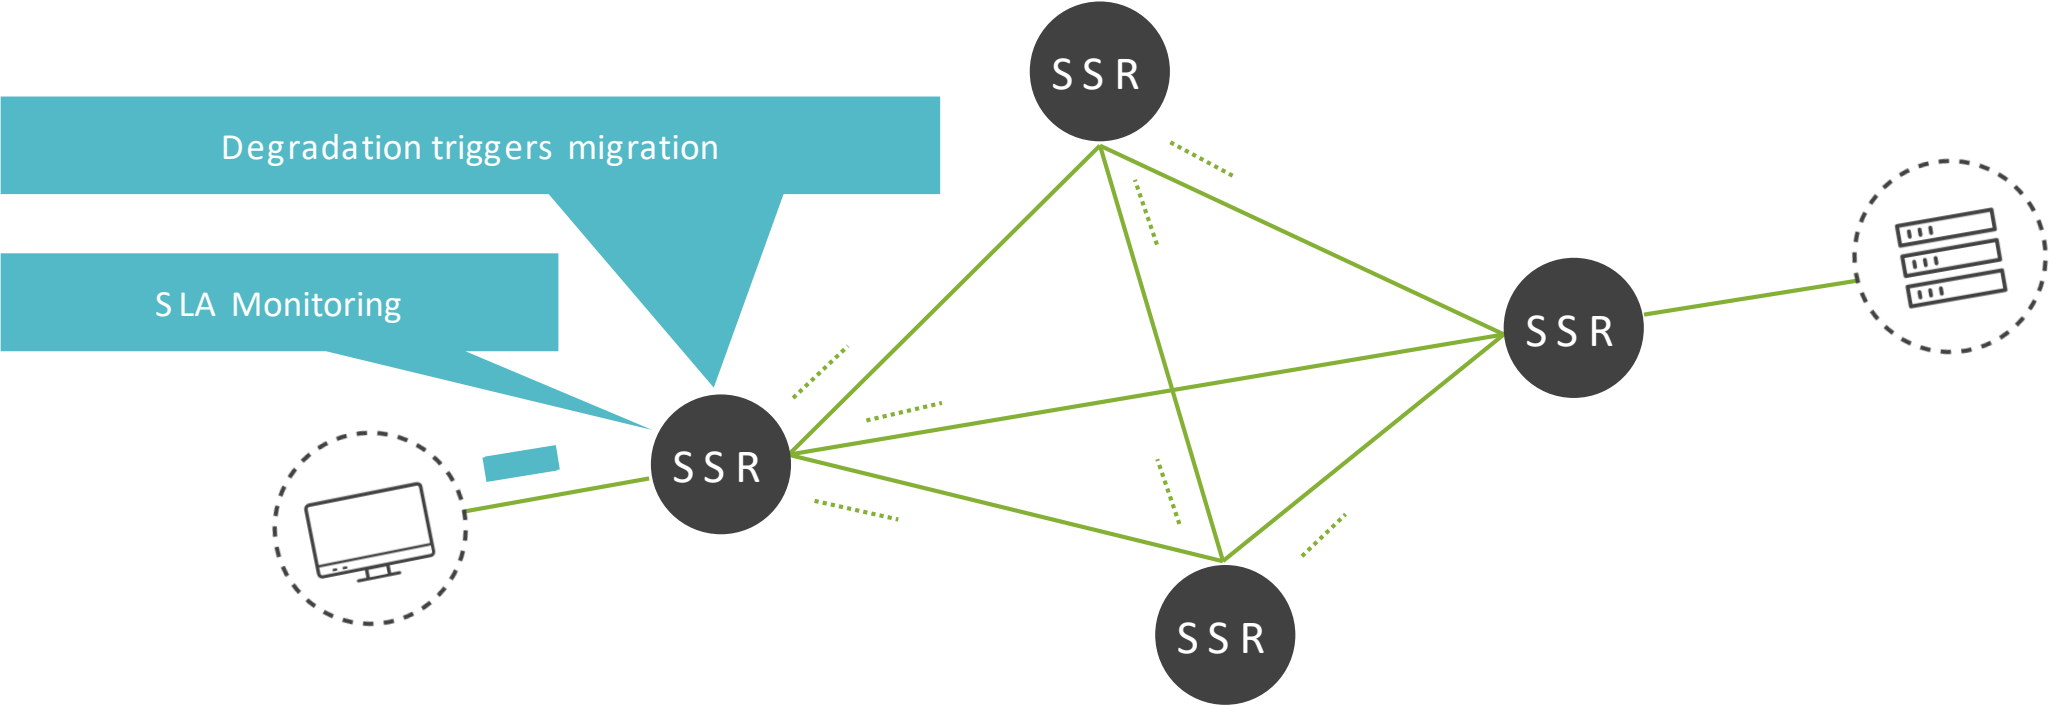 SSR
Degradation triggers migration
SLA Monitoring
SSR
SSR
SSR